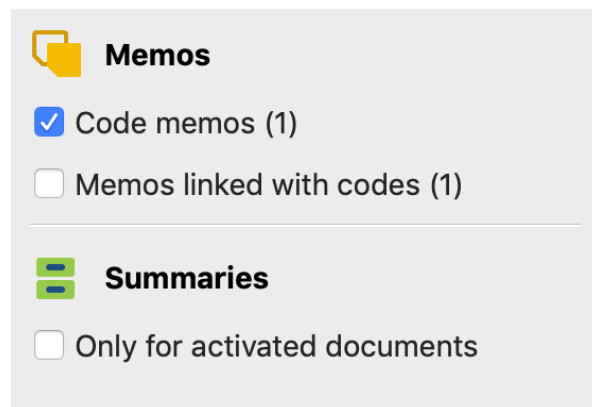 Memos
Code memos (1)
Memos linked with codes (1)
Summaries
Only for activated documents